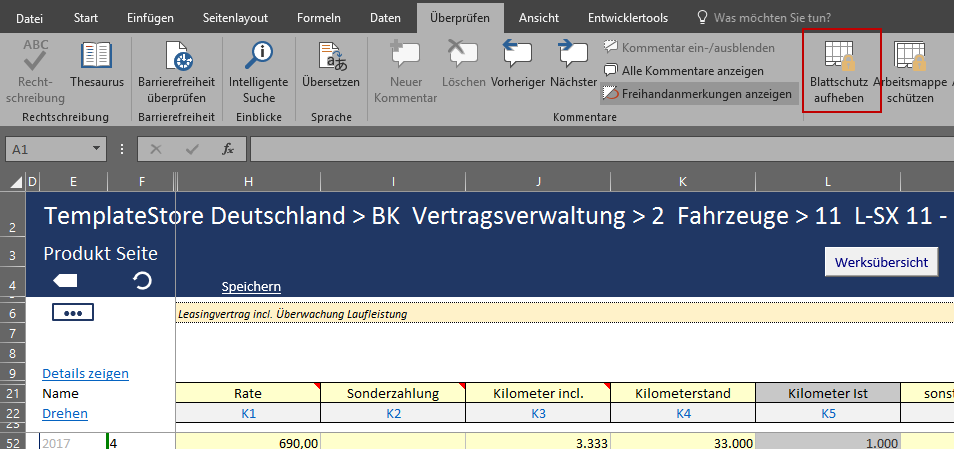 Datei Start Einfügen Seitenlayout Formeln Daten Überprüfen Ansicht Entwicklertools Was möchten Sie tun?
ABC
Recht-
schreibung
Thesaurus
Barrierefreiheit
überprüfen
Intelligente
Suche
Übersetzen
Neuer
Kommentar
Löschen
Vorheriger
Nächster
Kommentar ein-/ausblenden
Alle Kommentare anzeigen
Freihandanmerkungen anzeigen
Blattschutz
aufheben
Arbeitsmappe
schützen
Rechtschreibung Barrierefreiheit Einblicke Sprache Kommentare
A1 fx
D E F H I J K L
2 TemplateStore Deutschland > BK Vertragsverwaltung > 2 Fahrzeuge > 11 L-SX 11 -
3 Produkt Seite
Werksübersicht
4 Speichern
6 Leasingvertrag incl. Überwachung Laufleistung
7
8
9 Details zeigen
21 Name Rate Sonderzahlung Kilometer incl. Kilometerstand Kilometer Ist sonst
22 Drehen K1 K2 K3 K4 K5
23
52 2017 4 690,00 3.333 33.000 1.000